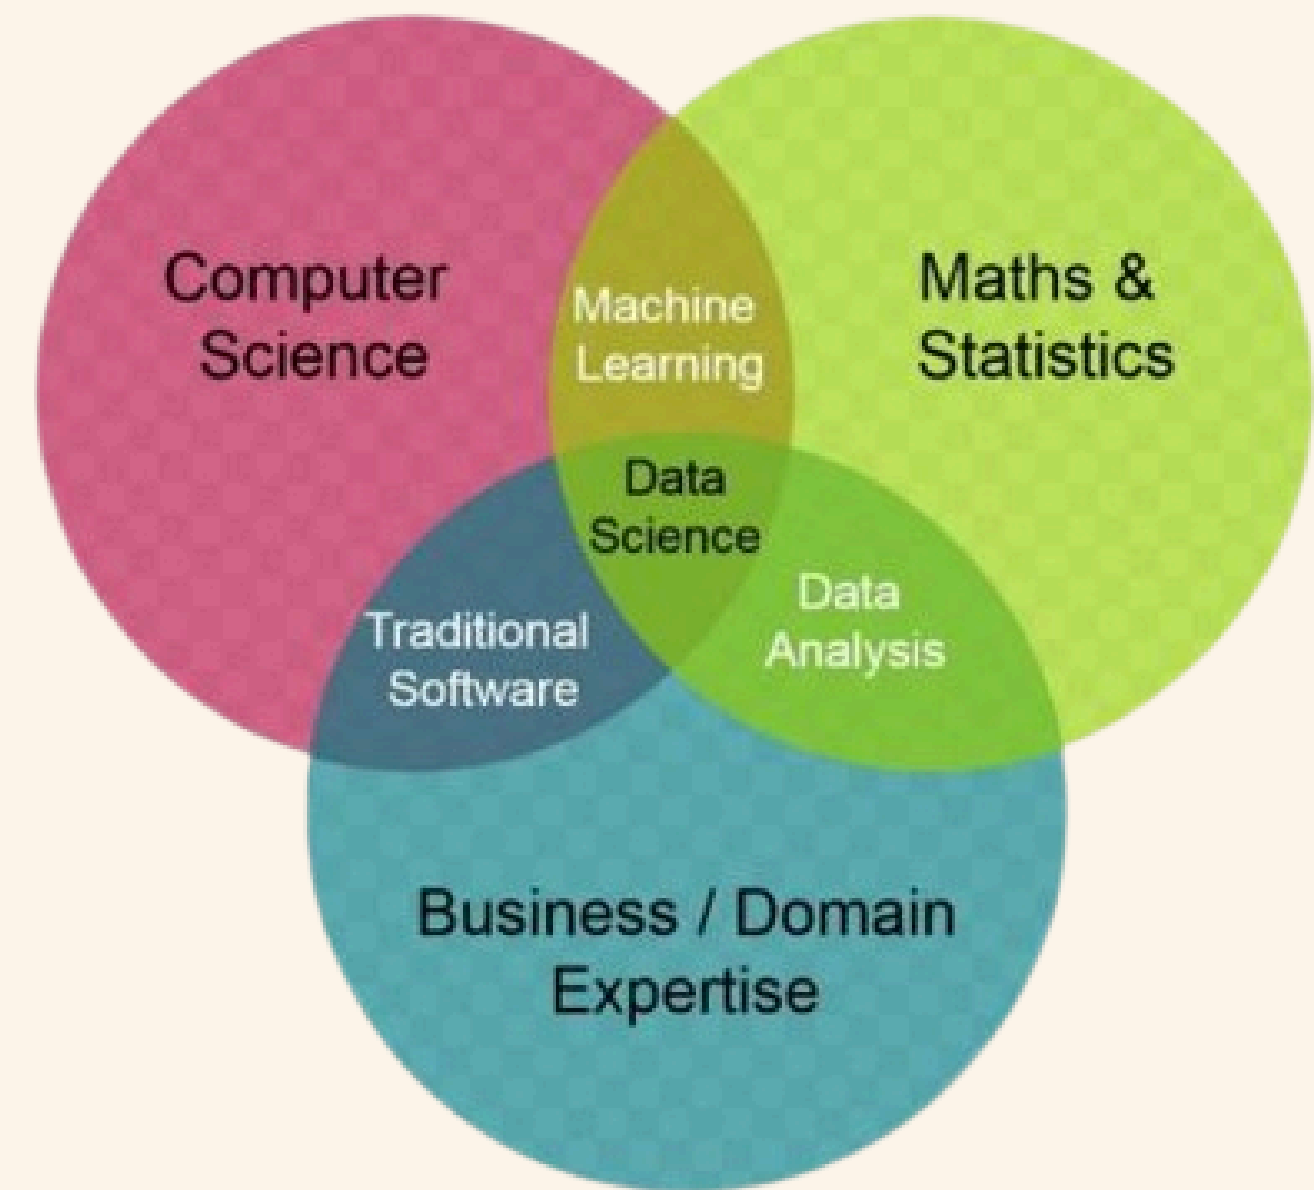 Computer
Science
Maths &
Statistics
Machine
Learning
Data
Science
Traditional
Software
Data
Analysis
Business / Domain
Expertise